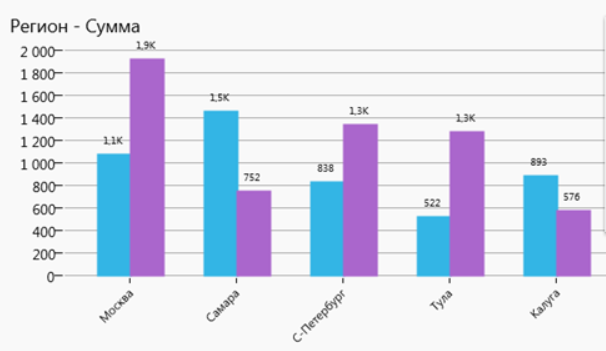 Регион - Сумма
2 000
1 800
1 600
1 400
1 200
1 000
800
600
400
200
0
1,1K
1,9K
1,5K
752
838
1,3K
522
1,3K
893
576
Москва
Самара
С-Петербург
Тула
Калуга